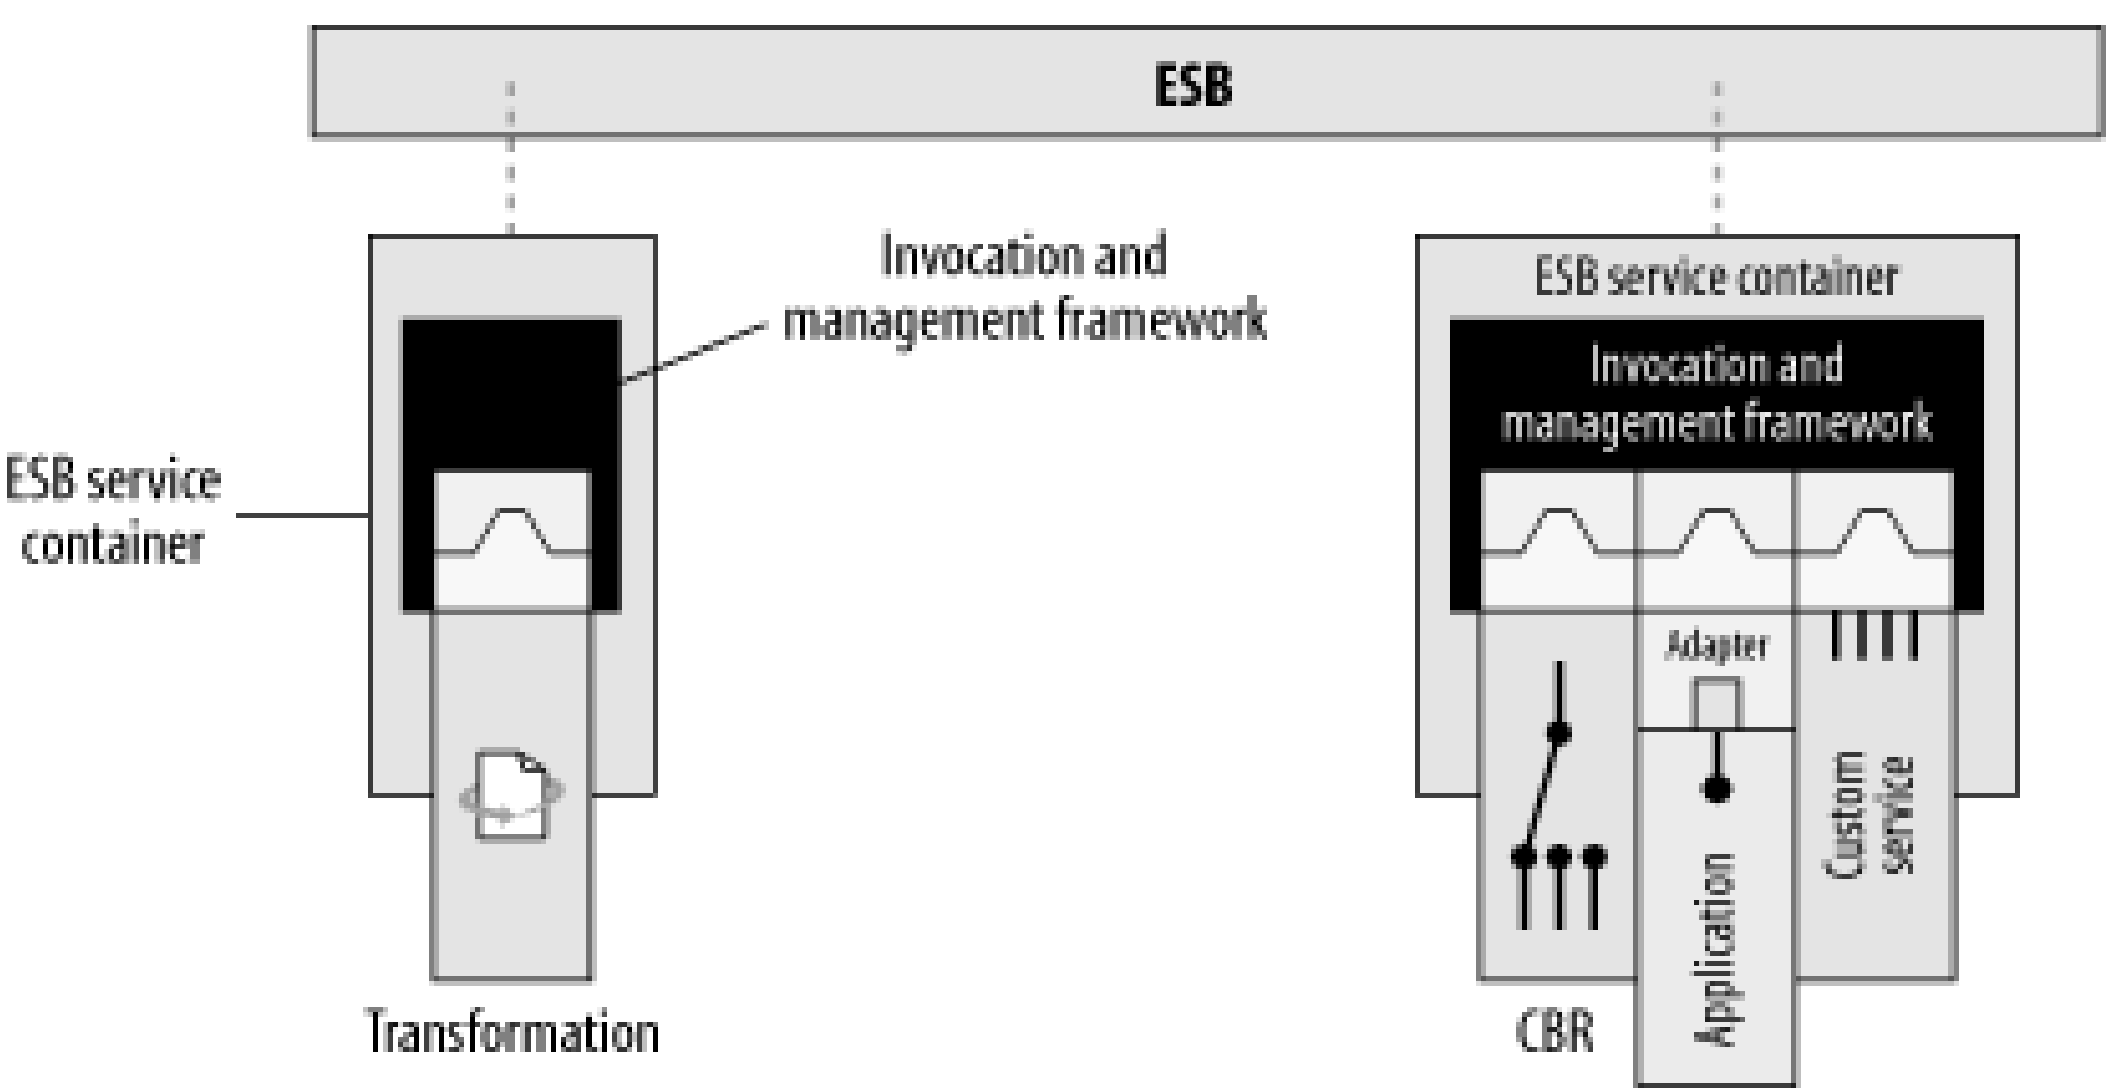 ESB
Invocation and
management framework
ESB service
container
Transformation
ESB service container
Invocation and
management framework
Adapter
Custom
service
Application
CBR